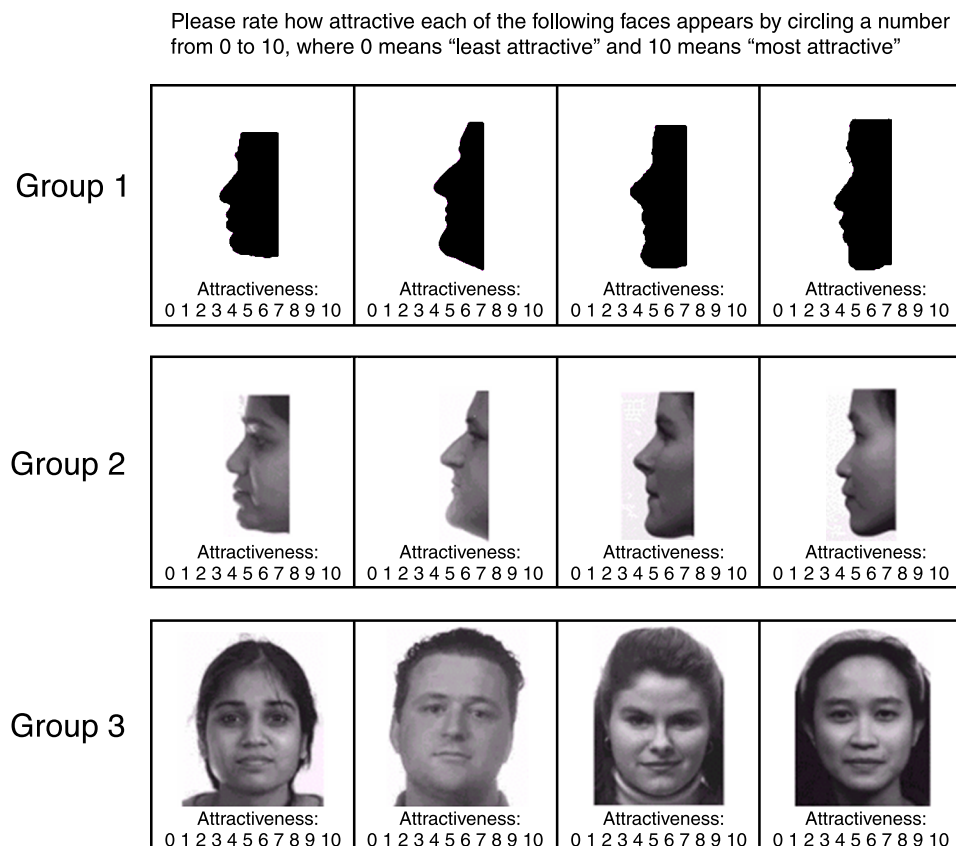 Please rate how attractive each of the following faces appears by circling a number
from 0 to 10, where 0 means “least attractive” and 10 means “most attractive”
Group 1
Attractiveness:
0 1 2 3 4 5 6 7 8 9 10
Attractiveness:
0 1 2 3 4 5 6 7 8 9 10
Attractiveness:
0 1 2 3 4 5 6 7 8 9 10
Attractiveness:
0 1 2 3 4 5 6 7 8 9 10
Group 2
Attractiveness:
0 1 2 3 4 5 6 7 8 9 10
Attractiveness:
0 1 2 3 4 5 6 7 8 9 10
Attractiveness:
0 1 2 3 4 5 6 7 8 9 10
Attractiveness:
0 1 2 3 4 5 6 7 8 9 10
Group 3
Attractiveness:
0 1 2 3 4 5 6 7 8 9 10
Attractiveness:
0 1 2 3 4 5 6 7 8 9 10
Attractiveness:
0 1 2 3 4 5 6 7 8 9 10
Attractiveness:
0 1 2 3 4 5 6 7 8 9 10